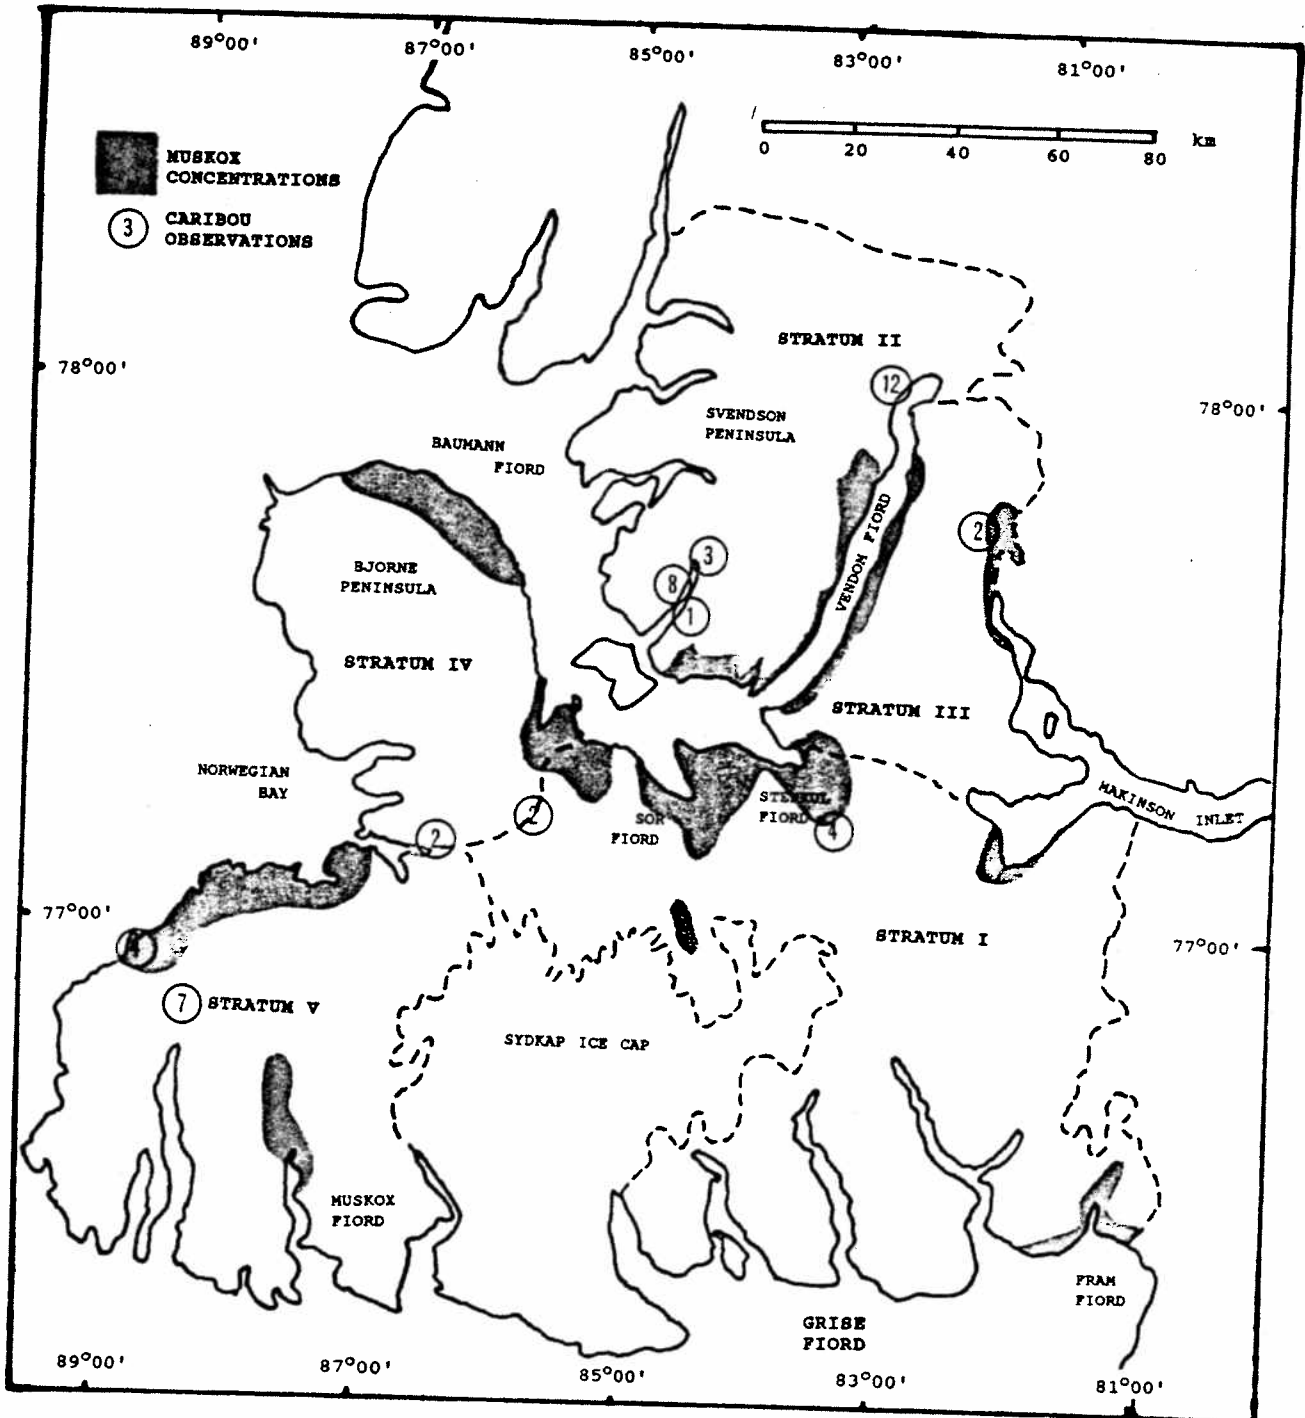 89°00'
87°00'
85°00'
83°00'
81°00'
km
0 20 40 60 80
MUSKOX
CONCENTRATIONS
3
CARIBOU
OBSERVATIONS
STRATUM II
78°00'
12
78°00'
SVENDSON
PENINSULA
BAUMANN
FIORD
VENDOM FIORD
2
3
8
1
BJORNE
PENINSULA
STRATUM IV
STRATUM III
NORWEGIAN
BAY
MAKINSON INLET
2
2
SOR
FIORD
FIORD
4
77°00'
STRATUM I
77°00'
4
7
STRATUM V
SYDKAP ICE CAP
MUSKOX
FIORD
FRAM
FIORD
GRISE
FIORD
89°00'
87°00'
85°00'
83°00'
81°00'